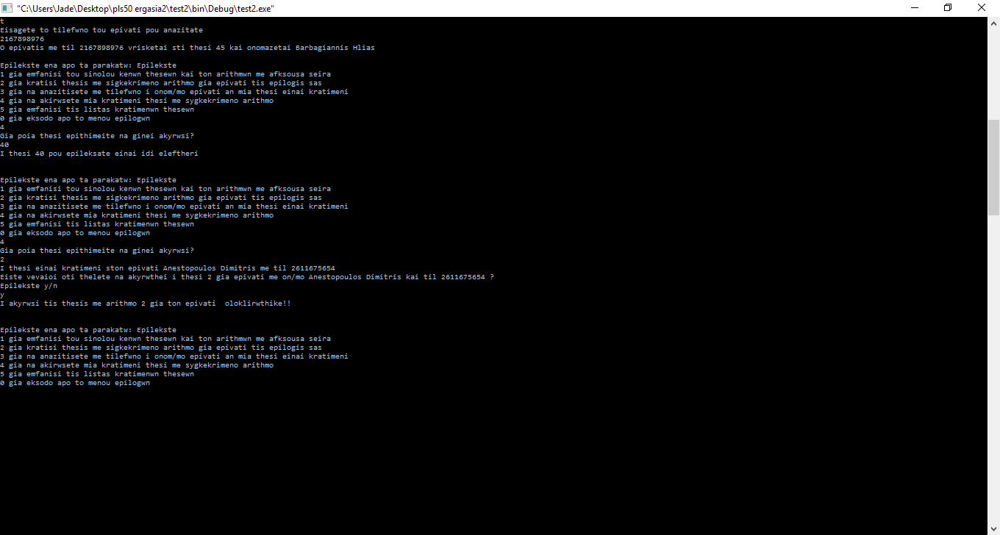 "C:\Users\Jade\Desktop\pls50 ergasia2\test2\bin\Debug\test2.exe"
t
Eisagete to tilefwno tou epivati pou anazitate
2167898976
O epivatis me til 2167898976 vrisketai sti thesi 45 kai onomazetai Barbagiannis Hlias
Epilekste ena apo ta parakatw: Epilekste
1 gia emfanisi tou sinolou kenwn thesewn kai ton arithmwn me afksousa seira
2 gia kratisi thesis me sigkekrimeno arithmo gia epivati tis epilogis sas
3 gia na anazitisete me tilefwno i onom/mo epivati an mia thesi einai kratimeni
4 gia na akirwsete mia kratimeni thesi me sygkekrimeno arithmo
5 gia emfanisi tis listas kratimenwn thesewn
0 gia eksodo apo to menou epilogwn
4
Gia poia thesi epithimeite na ginei akyrwsi?
40
I thesi 40 pou epileksate einai idi eleftheri
Epilekste ena apo ta parakatw: Epilekste
1 gia emfanisi tou sinolou kenwn thesewn kai ton arithmwn me afksousa seira
2 gia kratisi thesis me sigkekrimeno arithmo gia epivati tis epilogis sas
3 gia na anazitisete me tilefwno i onom/mo epivati an mia thesi einai kratimeni
4 gia na akirwsete mia kratimeni thesi me sygkekrimeno arithmo
5 gia emfanisi tis listas kratimenwn thesewn
0 gia eksodo apo to menou epilogwn
4
Gia poia thesi epithimeite na ginei akyrwsi?
2
I thesi einai kratimeni ston epivati Anestopoulos Dimitris me til 2611675654
Eiste vevaioi oti thelete na akyrwthei i thesi 2 gia epivati me on/mo Anestopoulos Dimitris kai til 2611675654 ?
Epilekste y/n
y
I akyrwsi tis thesis me arithmo 2 gia ton epivati  oloklirwthike!!
Epilekste ena apo ta parakatw: Epilekste
1 gia emfanisi tou sinolou kenwn thesewn kai ton arithmwn me afksousa seira
2 gia kratisi thesis me sigkekrimeno arithmo gia epivati tis epilogis sas
3 gia na anazitisete me tilefwno i onom/mo epivati an mia thesi einai kratimeni
4 gia na akirwsete mia kratimeni thesi me sygkekrimeno arithmo
5 gia emfanisi tis listas kratimenwn thesewn
0 gia eksodo apo to menou epilogwn